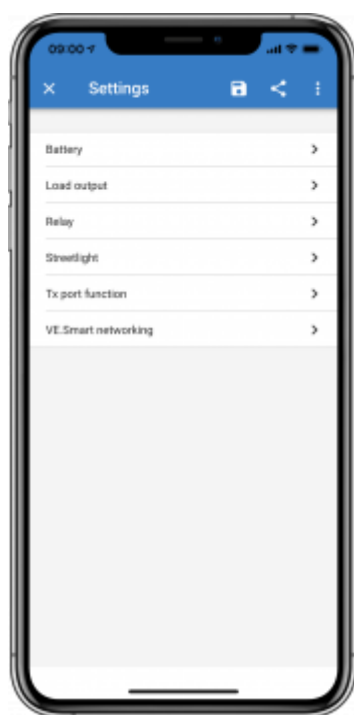 09:00
Settings
Battery
Load output
Relay
Streetlight
Tx port function
VE.Smart networking